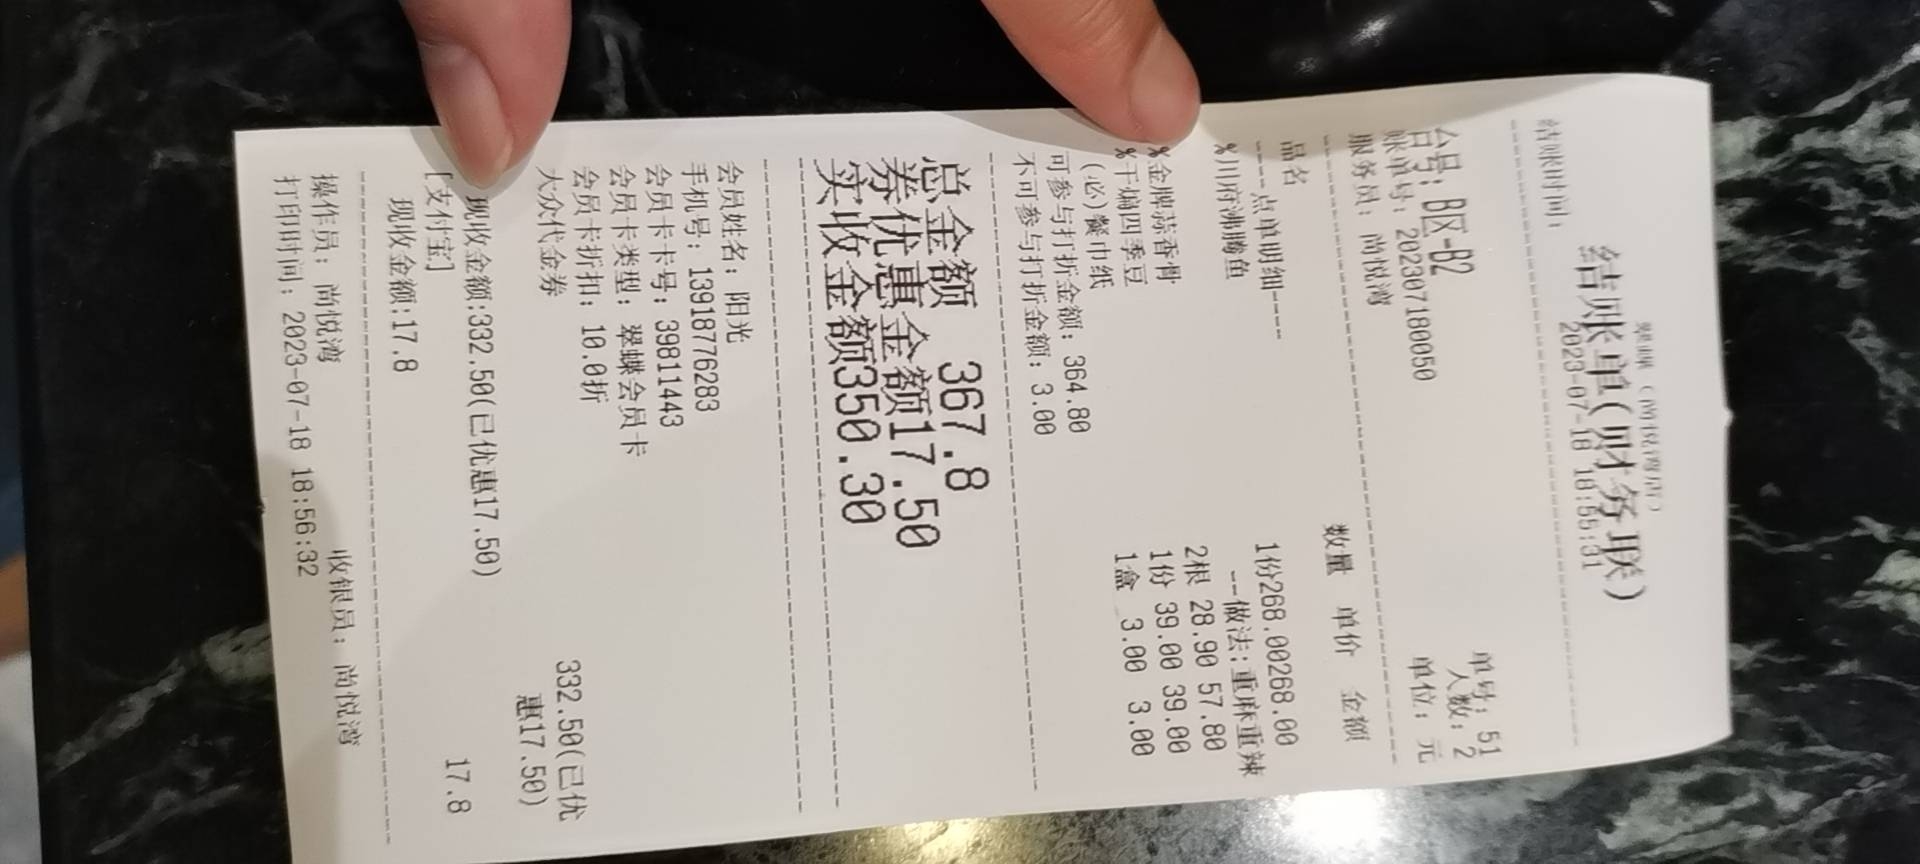 (尚悦湾店)
结账单(财务联)
结账时间: 2023-07-18 18:55:31
台号: B区-B2 单号: 51
账单号: 202307180050 人数: 2
服务员: 尚悦湾 单位: 元
品名 数量 单价 金额
----点单明细----
%川府沸腾鱼 1份268.00268.00
--做法:重麻重辣
%金牌蒜香骨 2根 28.90 57.80
%干煸四季豆 1份 39.00 39.00
(必)餐巾纸 1盒 3.00 3.00
可参与打折金额: 364.80
不可参与打折金额: 3.00
总金额 367.8
券优惠金额17.50
实收金额350.30
会员姓名: 阳光
手机号: 13918776283
会员卡卡号: 39811443
会员卡类型: 翠蝶会员卡
会员卡折扣: 10.0折
大众代金券 332.50(已优
惠17.50)
现收金额:332.50(已优惠17.50)
[支付宝] 17.8
现收金额:17.8
操作员: 尚悦湾 收银员: 尚悦湾
打印时间: 2023-07-18 18:56:32